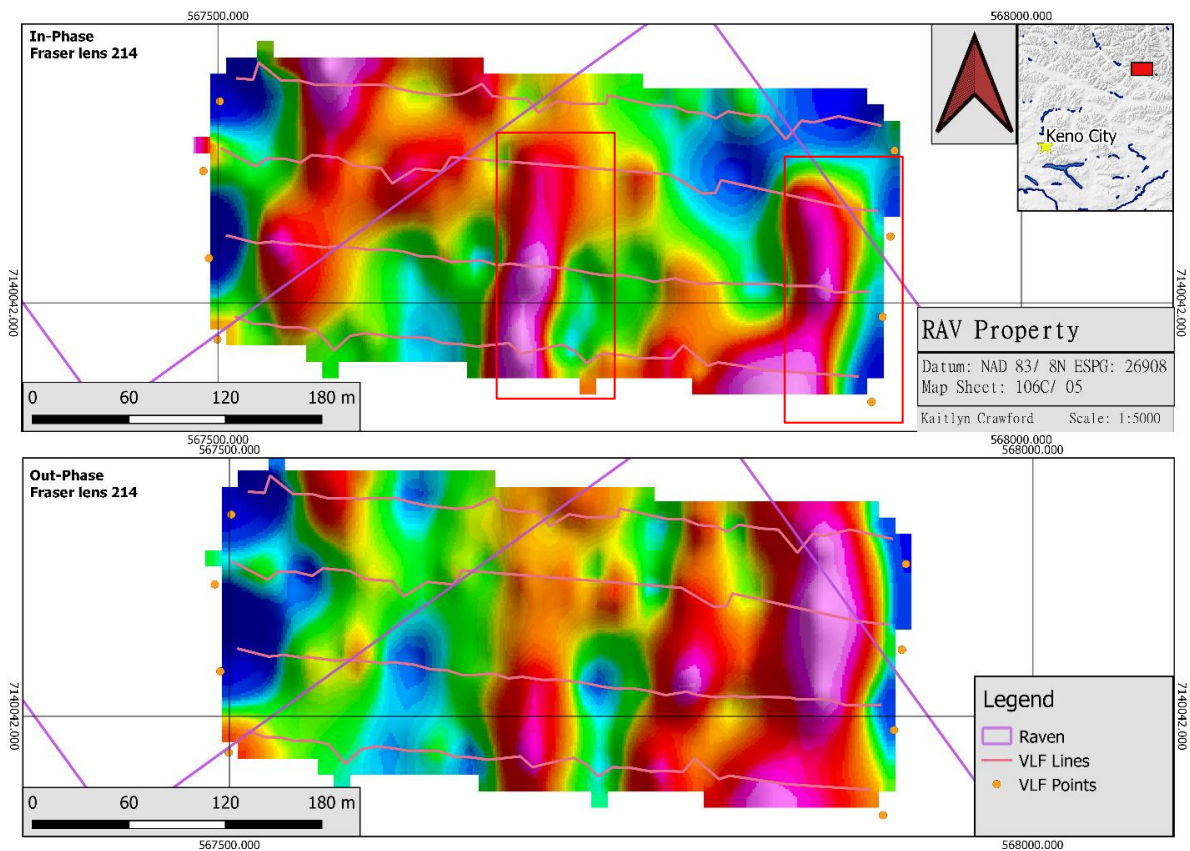 567500.000
568000.000
In-Phase
Fraser lens 214
Keno City
7140042.000
7140042.000
RAV Property
Datum: NAD 83/ 8N ESPG: 26908
Map Sheet: 106C/ 05
Kaitlyn Crawford Scale: 1:5000
0 60 120 180 m
567500.000
568000.000
567500.000
568000.000
Out-Phase
Fraser lens 214
7140042.000
7140042.000
Legend
Raven
VLF Lines
VLF Points
0 60 120 180 m
567500.000
568000.000